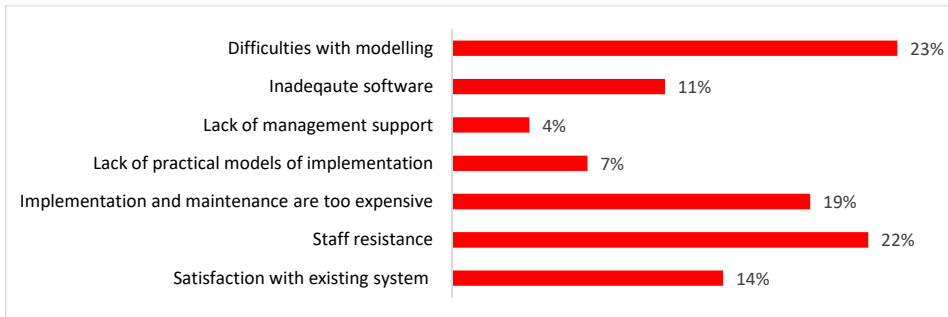 Difficulties with modelling 23%
Inadeqaute software 11%
Lack of management support 4%
Lack of practical models of implementation 7%
Implementation and maintenance are too expensive 19%
Staff resistance 22%
Satisfaction with existing system 14%